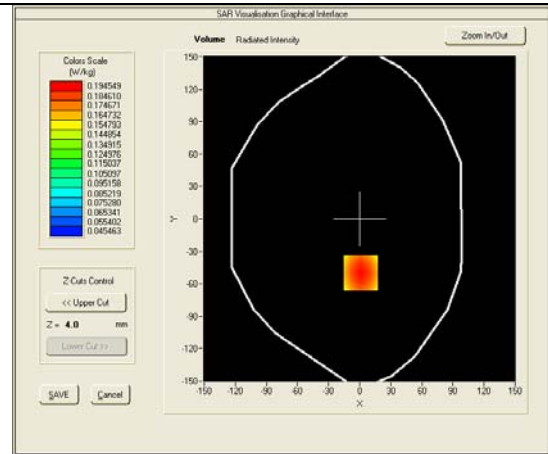 SAR Visualisation Graphical Interface
Volume Radiated Intensity
Zoom In/Out
Colors Scale
(W/kg)
0.194549
0.184610
0.174671
0.164732
0.154793
0.144854
0.134915
0.124976
0.115037
0.105097
0.095158
0.085219
0.075280
0.065341
0.055402
0.045463
Z Cuts Control
<< Upper Cut
Z = 4.0 mm
Lower Cut >>
SAVE Cancel
150
120
90
60
30
0
-30
-60
-90
-120
-150
Y
-150 -120 -90 -60 -30 0 30 60 90 120 150
X